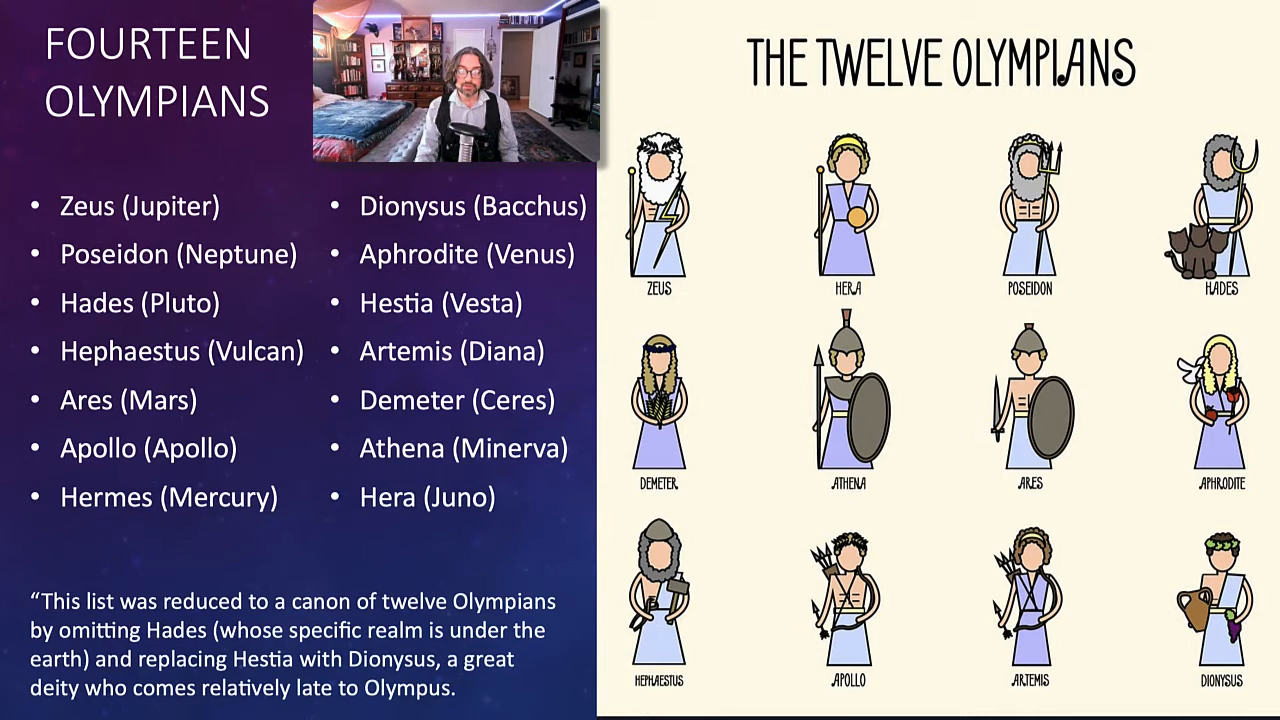 FOURTEEN
OLYMPIANS
• Zeus (Jupiter)
• Poseidon (Neptune)
• Hades (Pluto)
• Hephaestus (Vulcan)
• Ares (Mars)
• Apollo (Apollo)
• Hermes (Mercury)
• Dionysus (Bacchus)
• Aphrodite (Venus)
• Hestia (Vesta)
• Artemis (Diana)
• Demeter (Ceres)
• Athena (Minerva)
• Hera (Juno)
“This list was reduced to a canon of twelve Olympians
by omitting Hades (whose specific realm is under the
earth) and replacing Hestia with Dionysus, a great
deity who comes relatively late to Olympus.
THE TWELVE OLYMPIANS
ZEUS
HERA
POSEIDON
HADES
DEMETER
ATHENA
ARES
APHRODITE
HEPHAESTUS
APOLLO
ARTEMIS
DIONYSUS